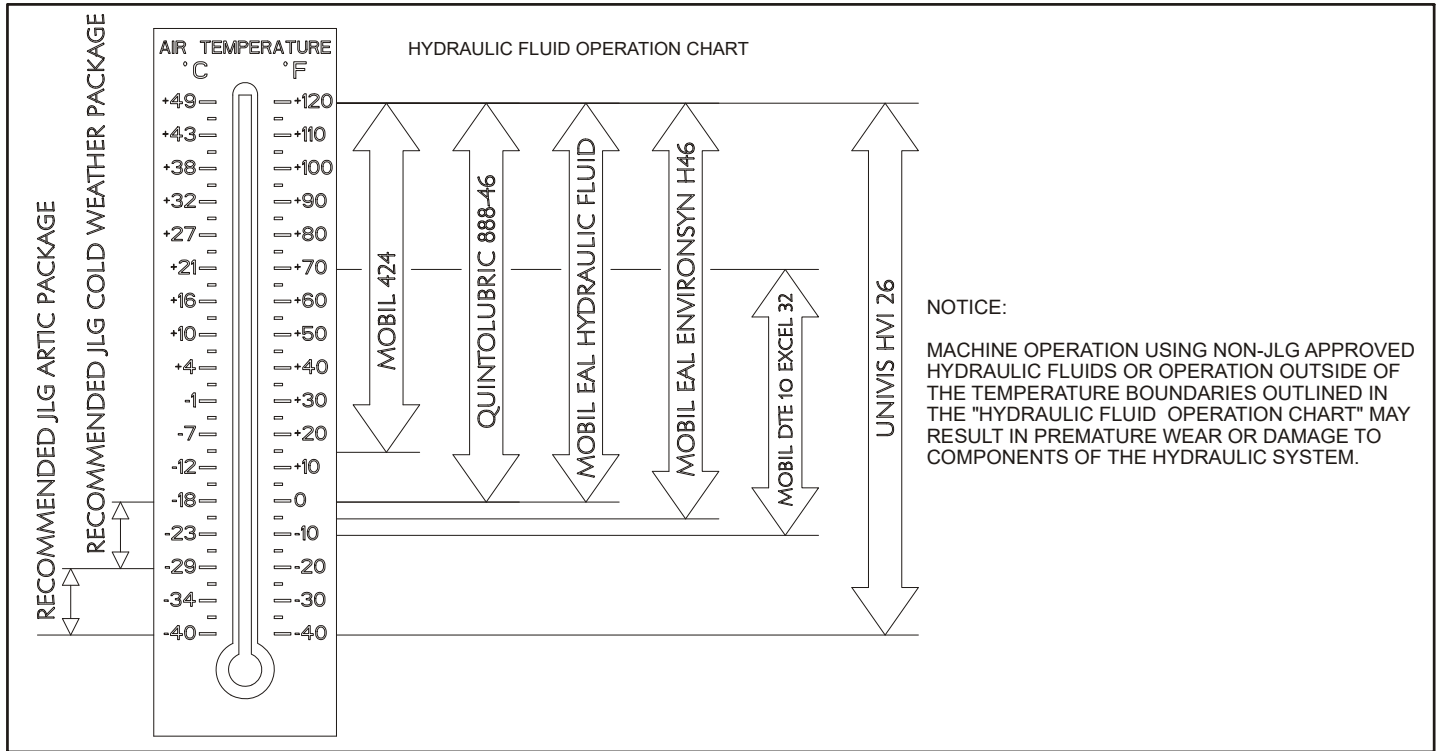 HYDRAULIC FLUID OPERATION CHART
AIR TEMPERATURE
°C °F
+49 +120
+43 +110
+38 +100
+32 +90
+27 +80
+21 +70
+16 +60
+10 +50
+4 +40
-1 +30
-7 +20
-12 +10
-18 0
-23 -10
-29 -20
-34 -30
-40 -40
RECOMMENDED JLG ARTIC PACKAGE
RECOMMENDED JLG COLD WEATHER PACKAGE
MOBIL 424
QUINTOLUBRIC 888-46
MOBIL EAL HYDRAULIC FLUID
MOBIL EAL ENVIRONSYN H46
MOBIL DTE 10 EXCEL 32
UNIVIS HVI 26
NOTICE:
MACHINE OPERATION USING NON-JLG APPROVED
HYDRAULIC FLUIDS OR OPERATION OUTSIDE OF
THE TEMPERATURE BOUNDARIES OUTLINED IN
THE "HYDRAULIC FLUID OPERATION CHART" MAY
RESULT IN PREMATURE WEAR OR DAMAGE TO
COMPONENTS OF THE HYDRAULIC SYSTEM.